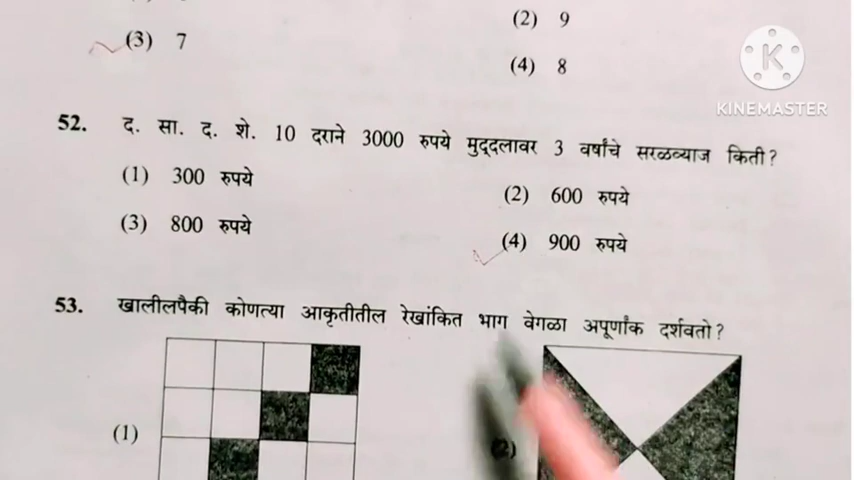 (2) 9
(3) 7
(4) 8
K
KINEMASTER
52. द. सा. द. शे. 10 दराने 3000 रुपये मुद्दलावर 3 वर्षांचे सरळव्याज किती?
(1) 300 रुपये
(2) 600 रुपये
(3) 800 रुपये
(4) 900 रुपये
53. खालीलपैकी कोणत्या आकृतीतील रेखांकित भाग वेगळा अपूर्णांक दर्शवतो?
(1)
(2)